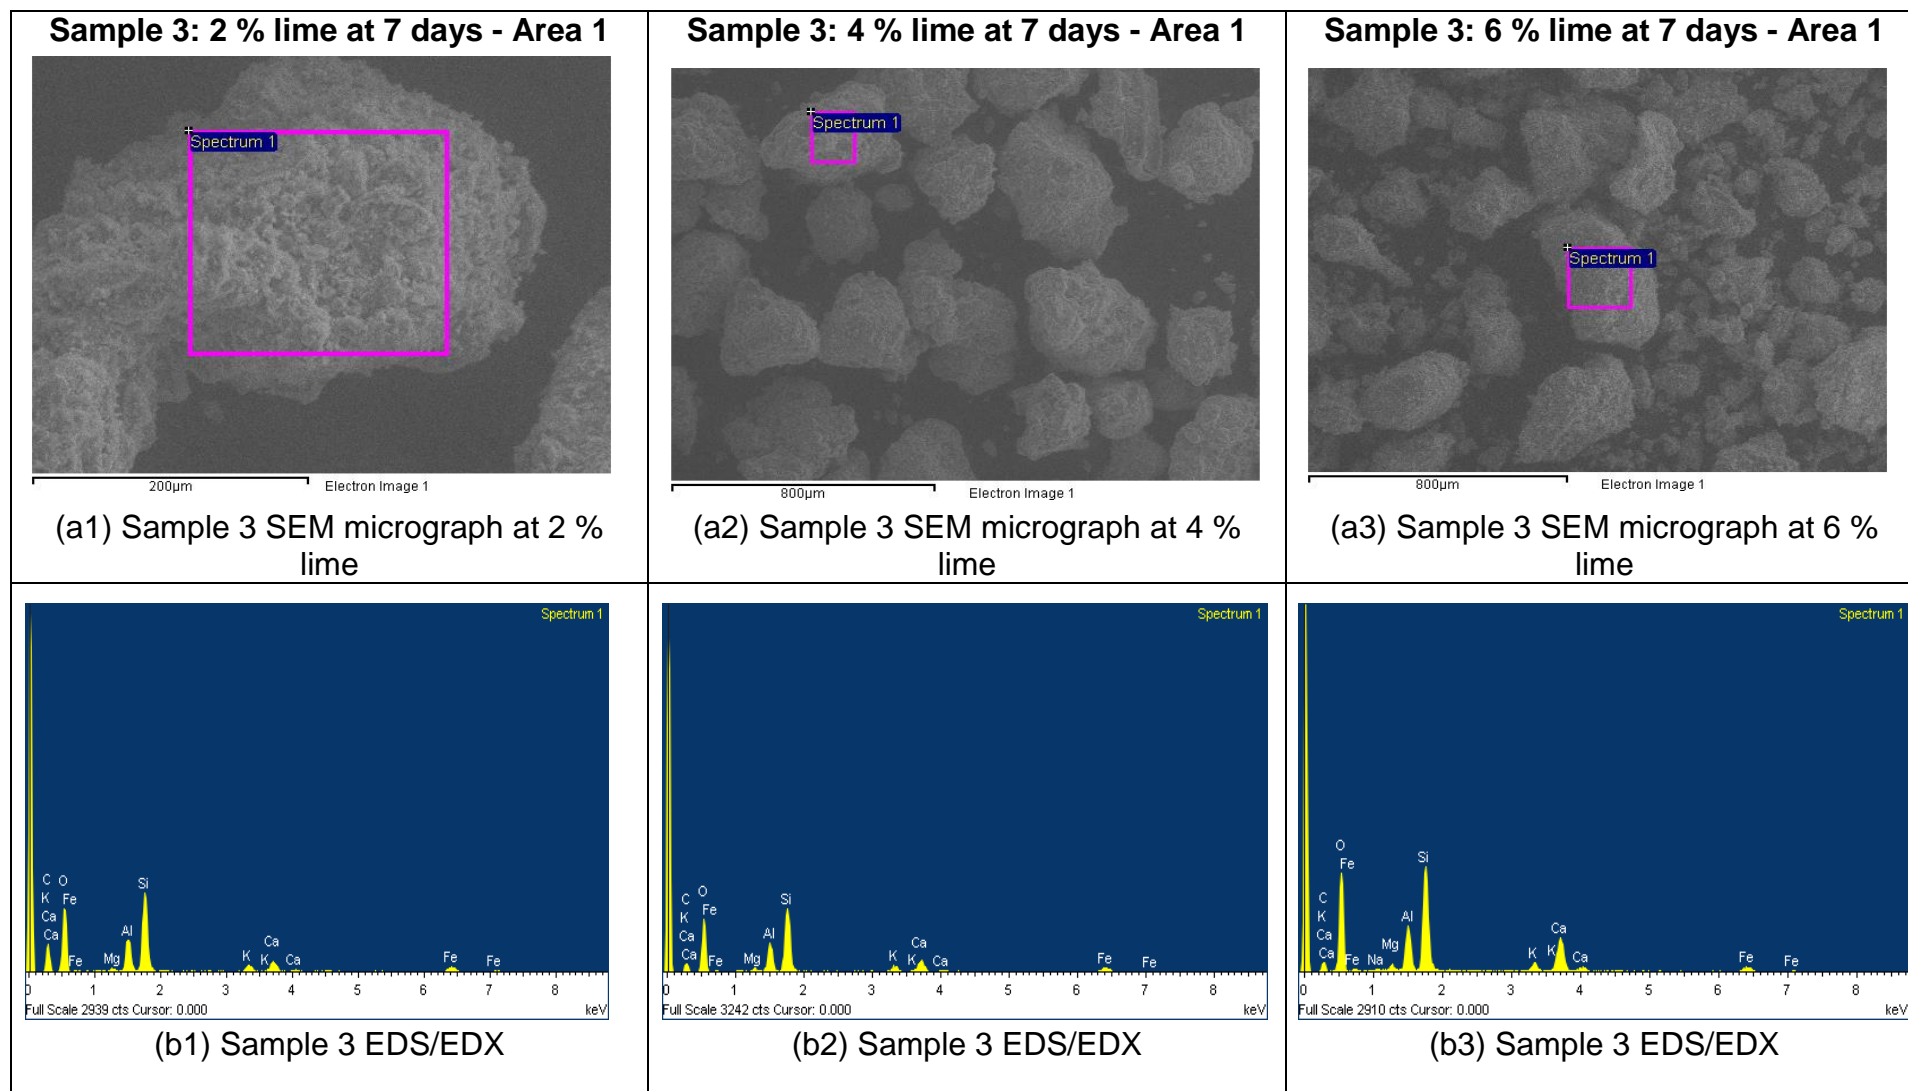 Sample 3: 2 % lime at 7 days - Area 1
Spectrum 1
200µm
Electron Image 1
(a1) Sample 3 SEM micrograph at 2 %
lime
Sample 3: 4 % lime at 7 days - Area 1
Spectrum 1
800µm
Electron Image 1
(a2) Sample 3 SEM micrograph at 4 %
lime
Sample 3: 6 % lime at 7 days - Area 1
Spectrum 1
800µm
Electron Image 1
(a3) Sample 3 SEM micrograph at 6 %
lime
Spectrum 1
C O Si
K Fe
Ca Al Ca
Ca Fe Mg K K Ca Fe Fe
0 1 2 3 4 5 6 7 8
Full Scale 2939 cts Cursor: 0.000 keV
(b1) Sample 3 EDS/EDX
Spectrum 1
C O Si
K Fe
Ca Al Ca
Ca Fe Mg K K Ca Fe Fe
0 1 2 3 4 5 6 7 8
Full Scale 3242 cts Cursor: 0.000 keV
(b2) Sample 3 EDS/EDX
Spectrum 1
O Si
Fe
C
K Al Ca
Ca Mg
Ca Fe Na K K Ca Fe Fe
0 1 2 3 4 5 6 7 8
Full Scale 2910 cts Cursor: 0.000 keV
(b3) Sample 3 EDS/EDX